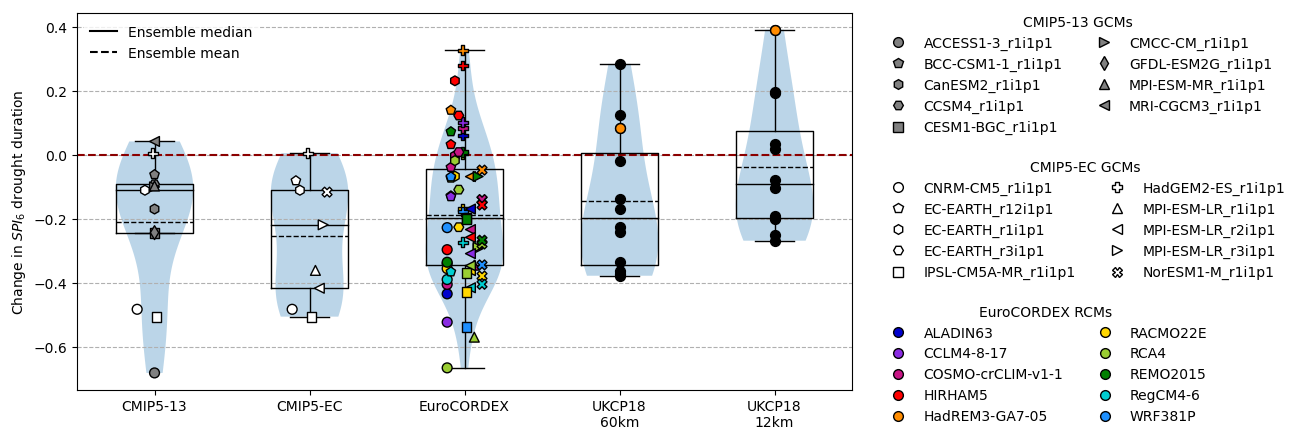 Change in SPI6 drought duration
0.4
0.2
0.0
−0.2
−0.4
−0.6
Ensemble median
Ensemble mean
CMIP5-13
CMIP5-EC
EuroCORDEX
UKCP18
60km
UKCP18
12km
CMIP5-13 GCMs
ACCESS1-3_r1i1p1
BCC-CSM1-1_r1i1p1
CanESM2_r1i1p1
CCSM4_r1i1p1
CESM1-BGC_r1i1p1
CMCC-CM_r1i1p1
GFDL-ESM2G_r1i1p1
MPI-ESM-MR_r1i1p1
MRI-CGCM3_r1i1p1
CMIP5-EC GCMs
CNRM-CM5_r1i1p1
EC-EARTH_r12i1p1
EC-EARTH_r1i1p1
EC-EARTH_r3i1p1
IPSL-CM5A-MR_r1i1p1
HadGEM2-ES_r1i1p1
MPI-ESM-LR_r1i1p1
MPI-ESM-LR_r2i1p1
MPI-ESM-LR_r3i1p1
NorESM1-M_r1i1p1
EuroCORDEX RCMs
ALADIN63
CCLM4-8-17
COSMO-crCLIM-v1-1
HIRHAM5
HadREM3-GA7-05
RACMO22E
RCA4
REMO2015
RegCM4-6
WRF381P